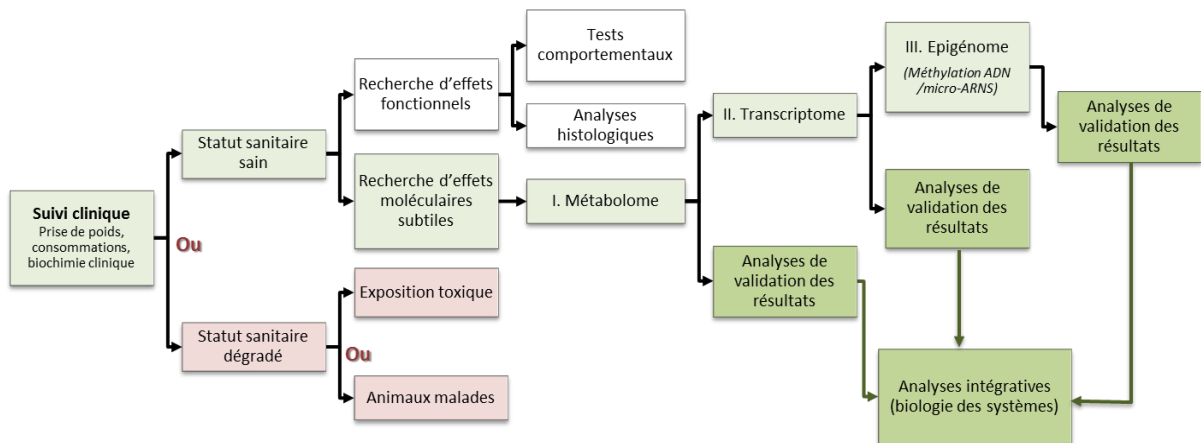 Suivi clinique
Prise de poids,
consommations,
biochimie clinique
Ou
Statut sanitaire
sain
Statut sanitaire
dégradé
Recherche d'effets
fonctionnels
Recherche d'effets
moléculaires
subtiles
Exposition toxique
Ou
Animaux malades
Tests
comportementaux
Analyses
histologiques
I. Métabolome
II. Transcriptome
Analyses de
validation des
résultats
III. Epigénome
(Méthylation ADN
/micro-ARNS)
Analyses de
validation des
résultats
Analyses de
validation des
résultats
Analyses intégratives
(biologie des systèmes)